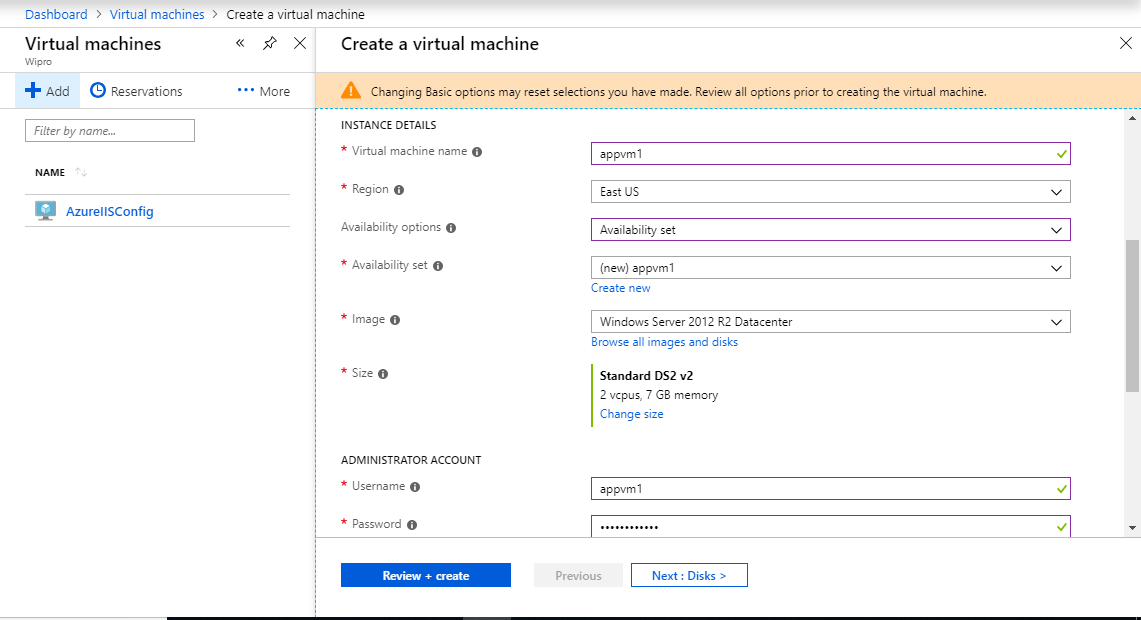 Dashboard > Virtual machines > Create a virtual machine
Virtual machines
Wipro
Add
Reservations
More
Filter by name...
NAME
AzureIISConfig
Create a virtual machine
Changing Basic options may reset selections you have made. Review all options prior to creating the virtual machine.
INSTANCE DETAILS
* Virtual machine name
appvm1
* Region
East US
Availability options
Availability set
* Availability set
(new) appvm1
Create new
* Image
Windows Server 2012 R2 Datacenter
Browse all images and disks
* Size
Standard DS2 v2
2 vcpus, 7 GB memory
Change size
ADMINISTRATOR ACCOUNT
* Username
appvm1
* Password
••••••••••••
Review + create
Previous
Next : Disks >